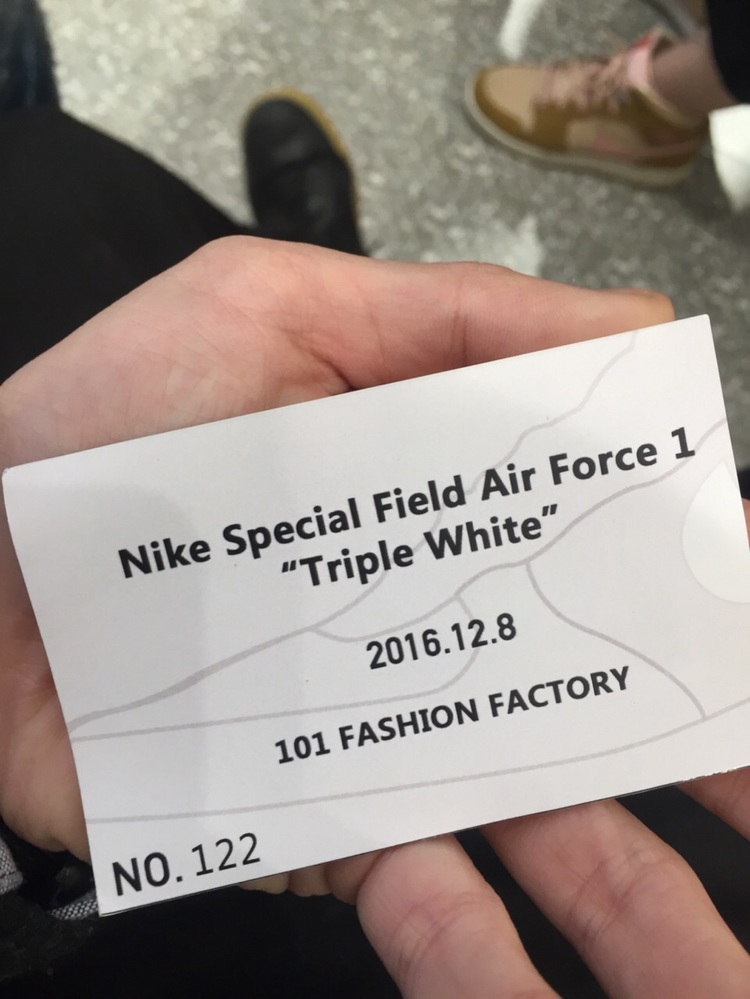 Nike Special Field Air Force 1
“Triple White”
2016.12.8
101 FASHION FACTORY
NO. 122